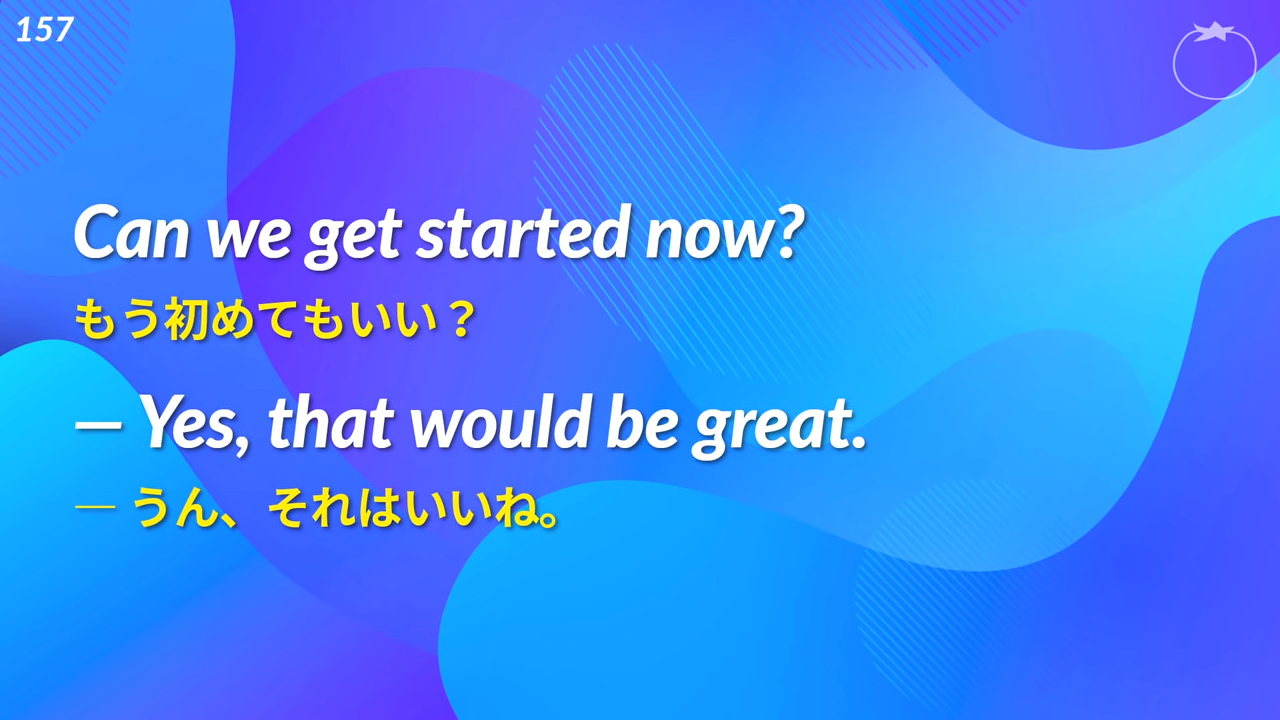 157
Can we get started now?
もう初めてもいい？
– Yes, that would be great.
― うん、それはいいね。